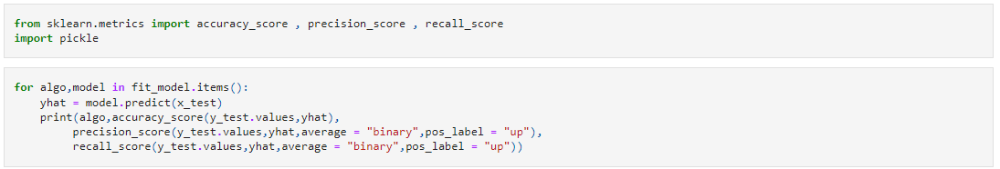 from sklearn.metrics import accuracy_score , precision_score , recall_score
import pickle
for algo,model in fit_model.items():
    yhat = model.predict(x_test)
    print(algo,accuracy_score(y_test.values,yhat),
         precision_score(y_test.values,yhat,average = "binary",pos_label = "up"),
         recall_score(y_test.values,yhat,average = "binary",pos_label = "up"))